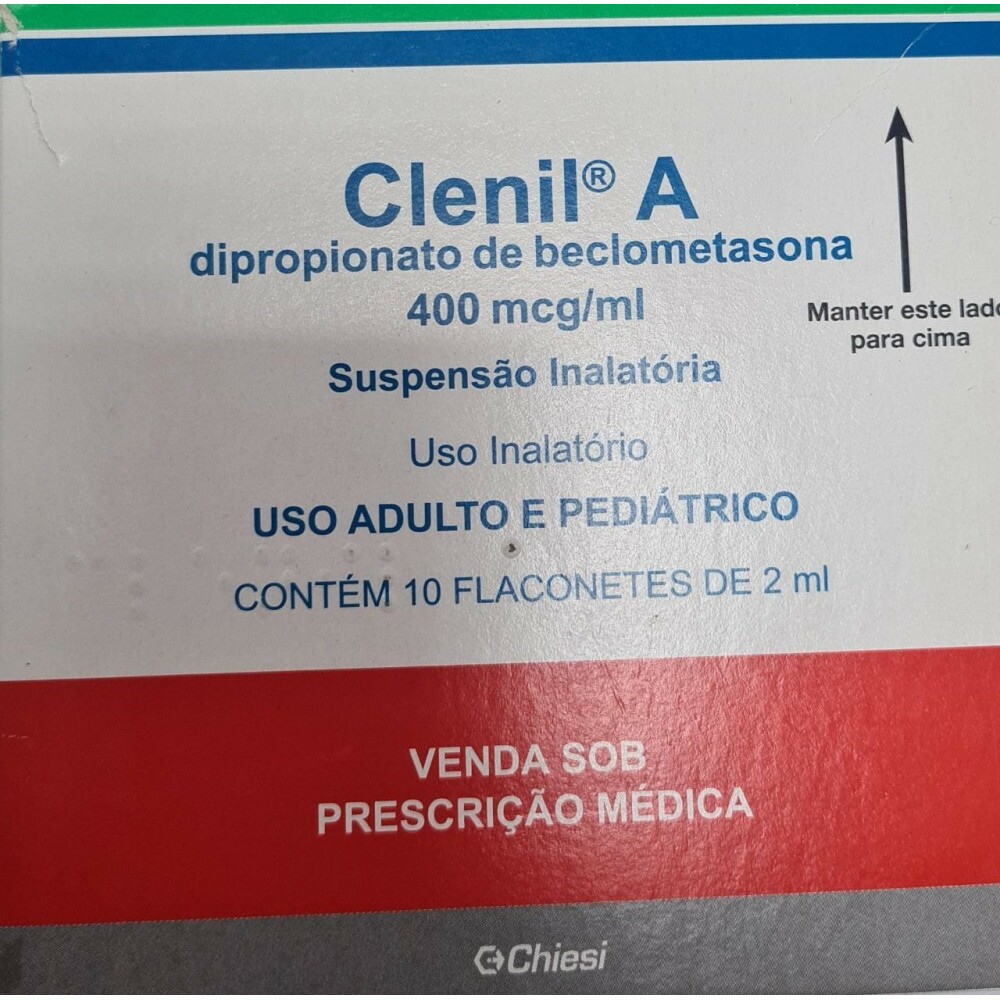 Clenil® A
dipropionato de beclometasona
400 mcg/ml
Manter este lado
para cima
Suspensão Inalatória
Uso Inalatório
USO ADULTO E PEDIÁTRICO
CONTÉM 10 FLACONETES DE 2 ml
VENDA SOB
PRESCRIÇÃO MÉDICA
Chiesi